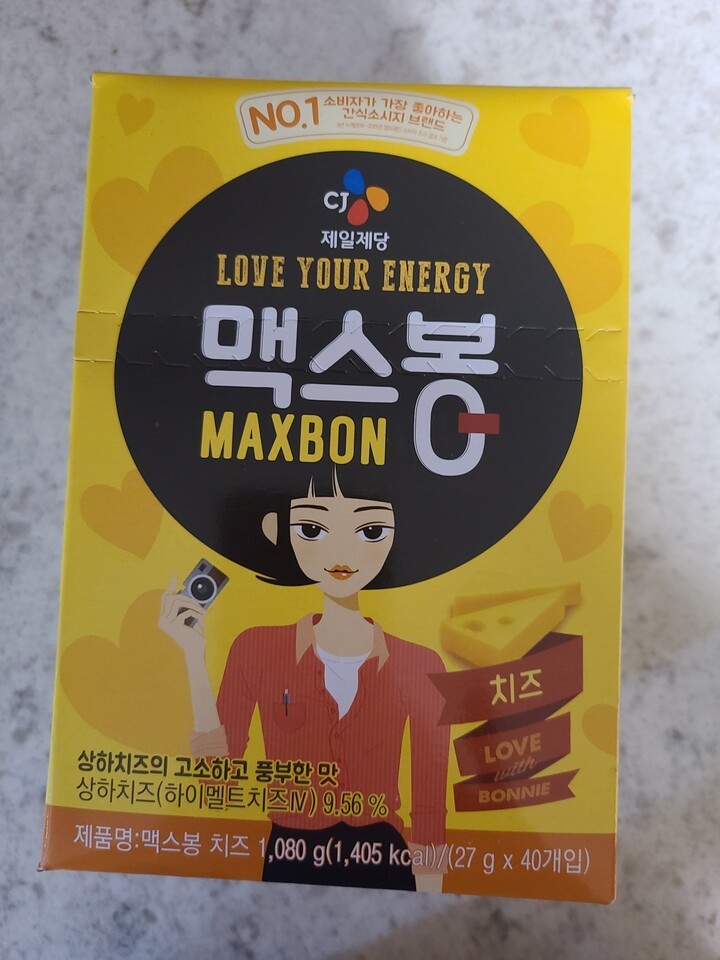 NO.1 소비자가 가장 좋아하는
간식소시지 브랜드
CJ
제일제당
LOVE YOUR ENERGY
맥스봉
MAXBON
치즈
LOVE
with
BONNIE
상하치즈의 고소하고 풍부한 맛
상하치즈(하이멜트치즈Ⅳ) 9.56 %
제품명:맥스봉 치즈 1,080 g(1,405 kcal)/(27 g x 40개입)